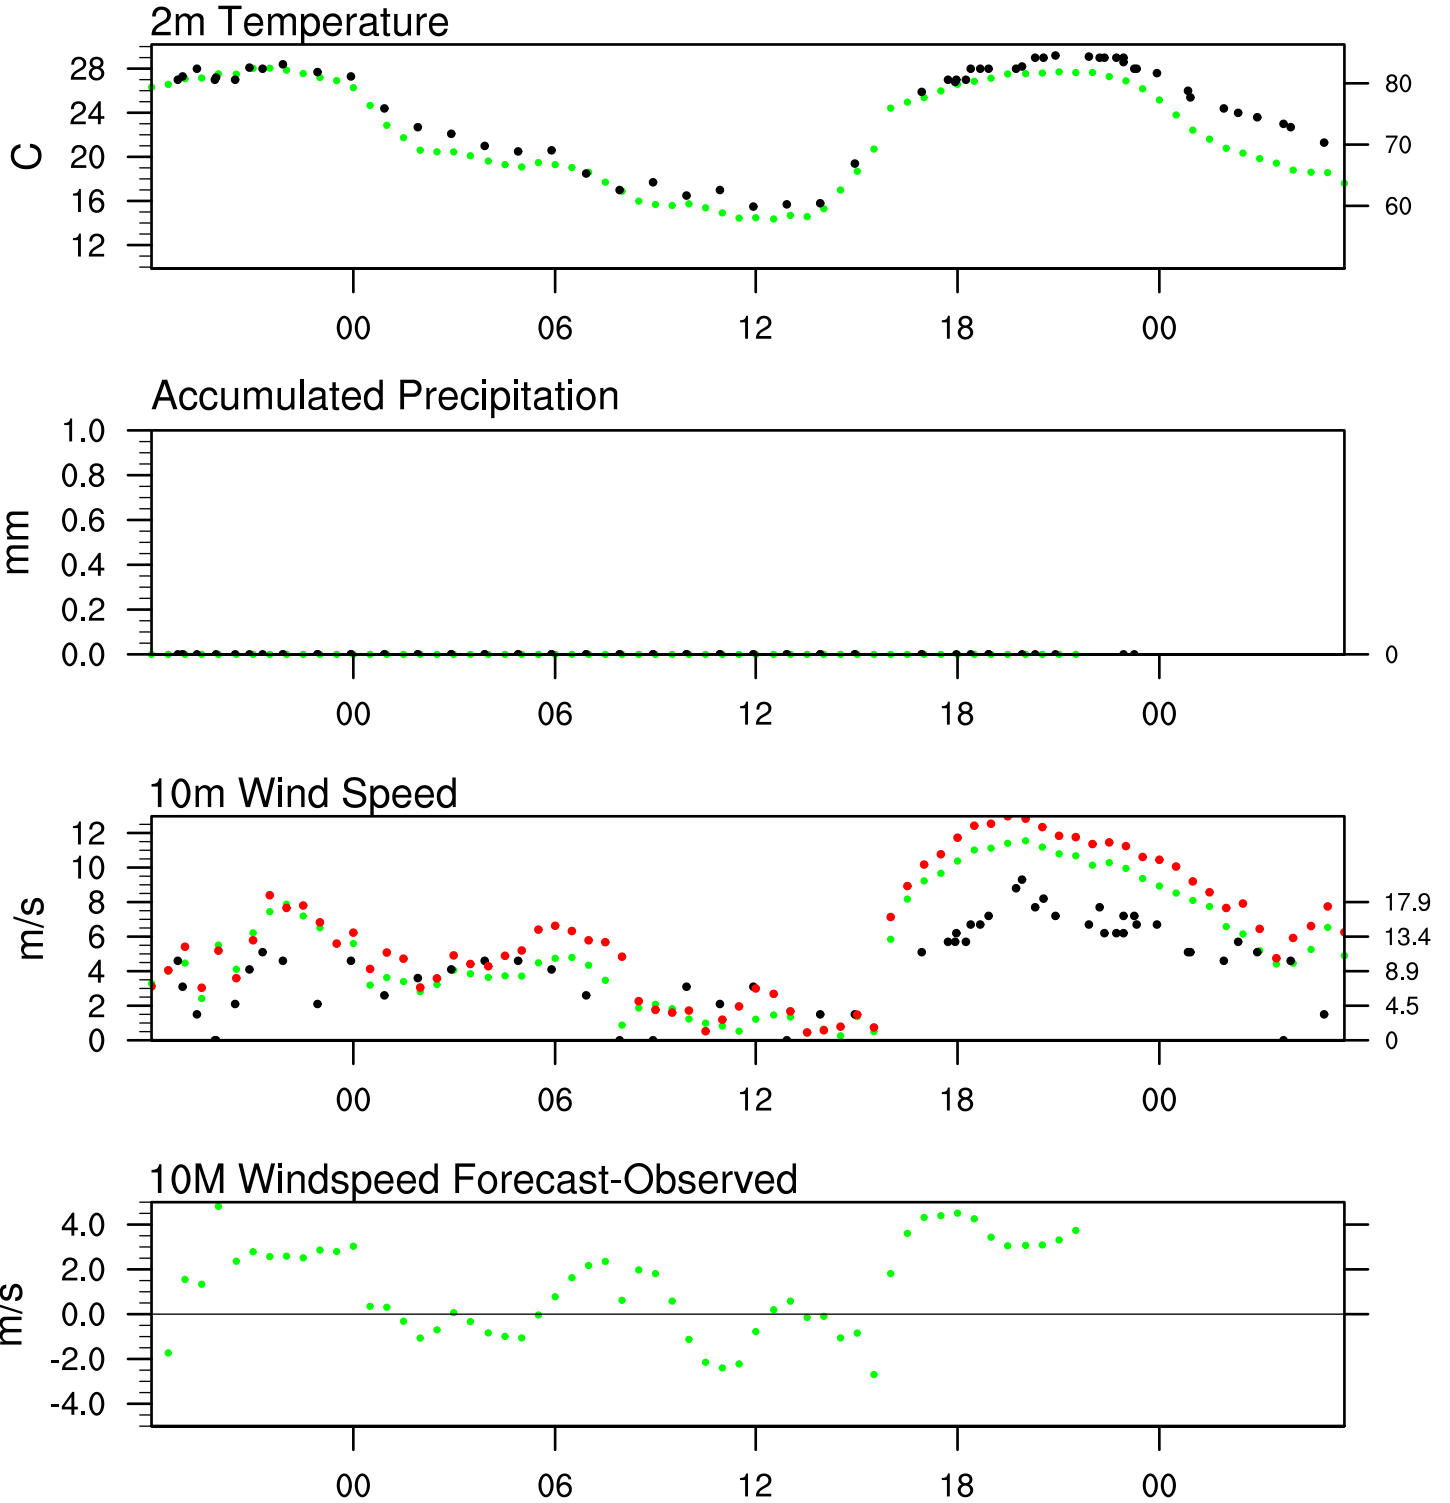 2m Temperature
28
24
20
16
12
C
80
70
60
00 06 12 18 00
Accumulated Precipitation
1.0
0.8
0.6
0.4
0.2
0.0
mm
0
00 06 12 18 00
10m Wind Speed
12
10
8
6
4
2
0
m/s
17.9
13.4
8.9
4.5
0
00 06 12 18 00
10M Windspeed Forecast-Observed
4.0
2.0
0.0
-2.0
-4.0
m/s
00 06 12 18 00